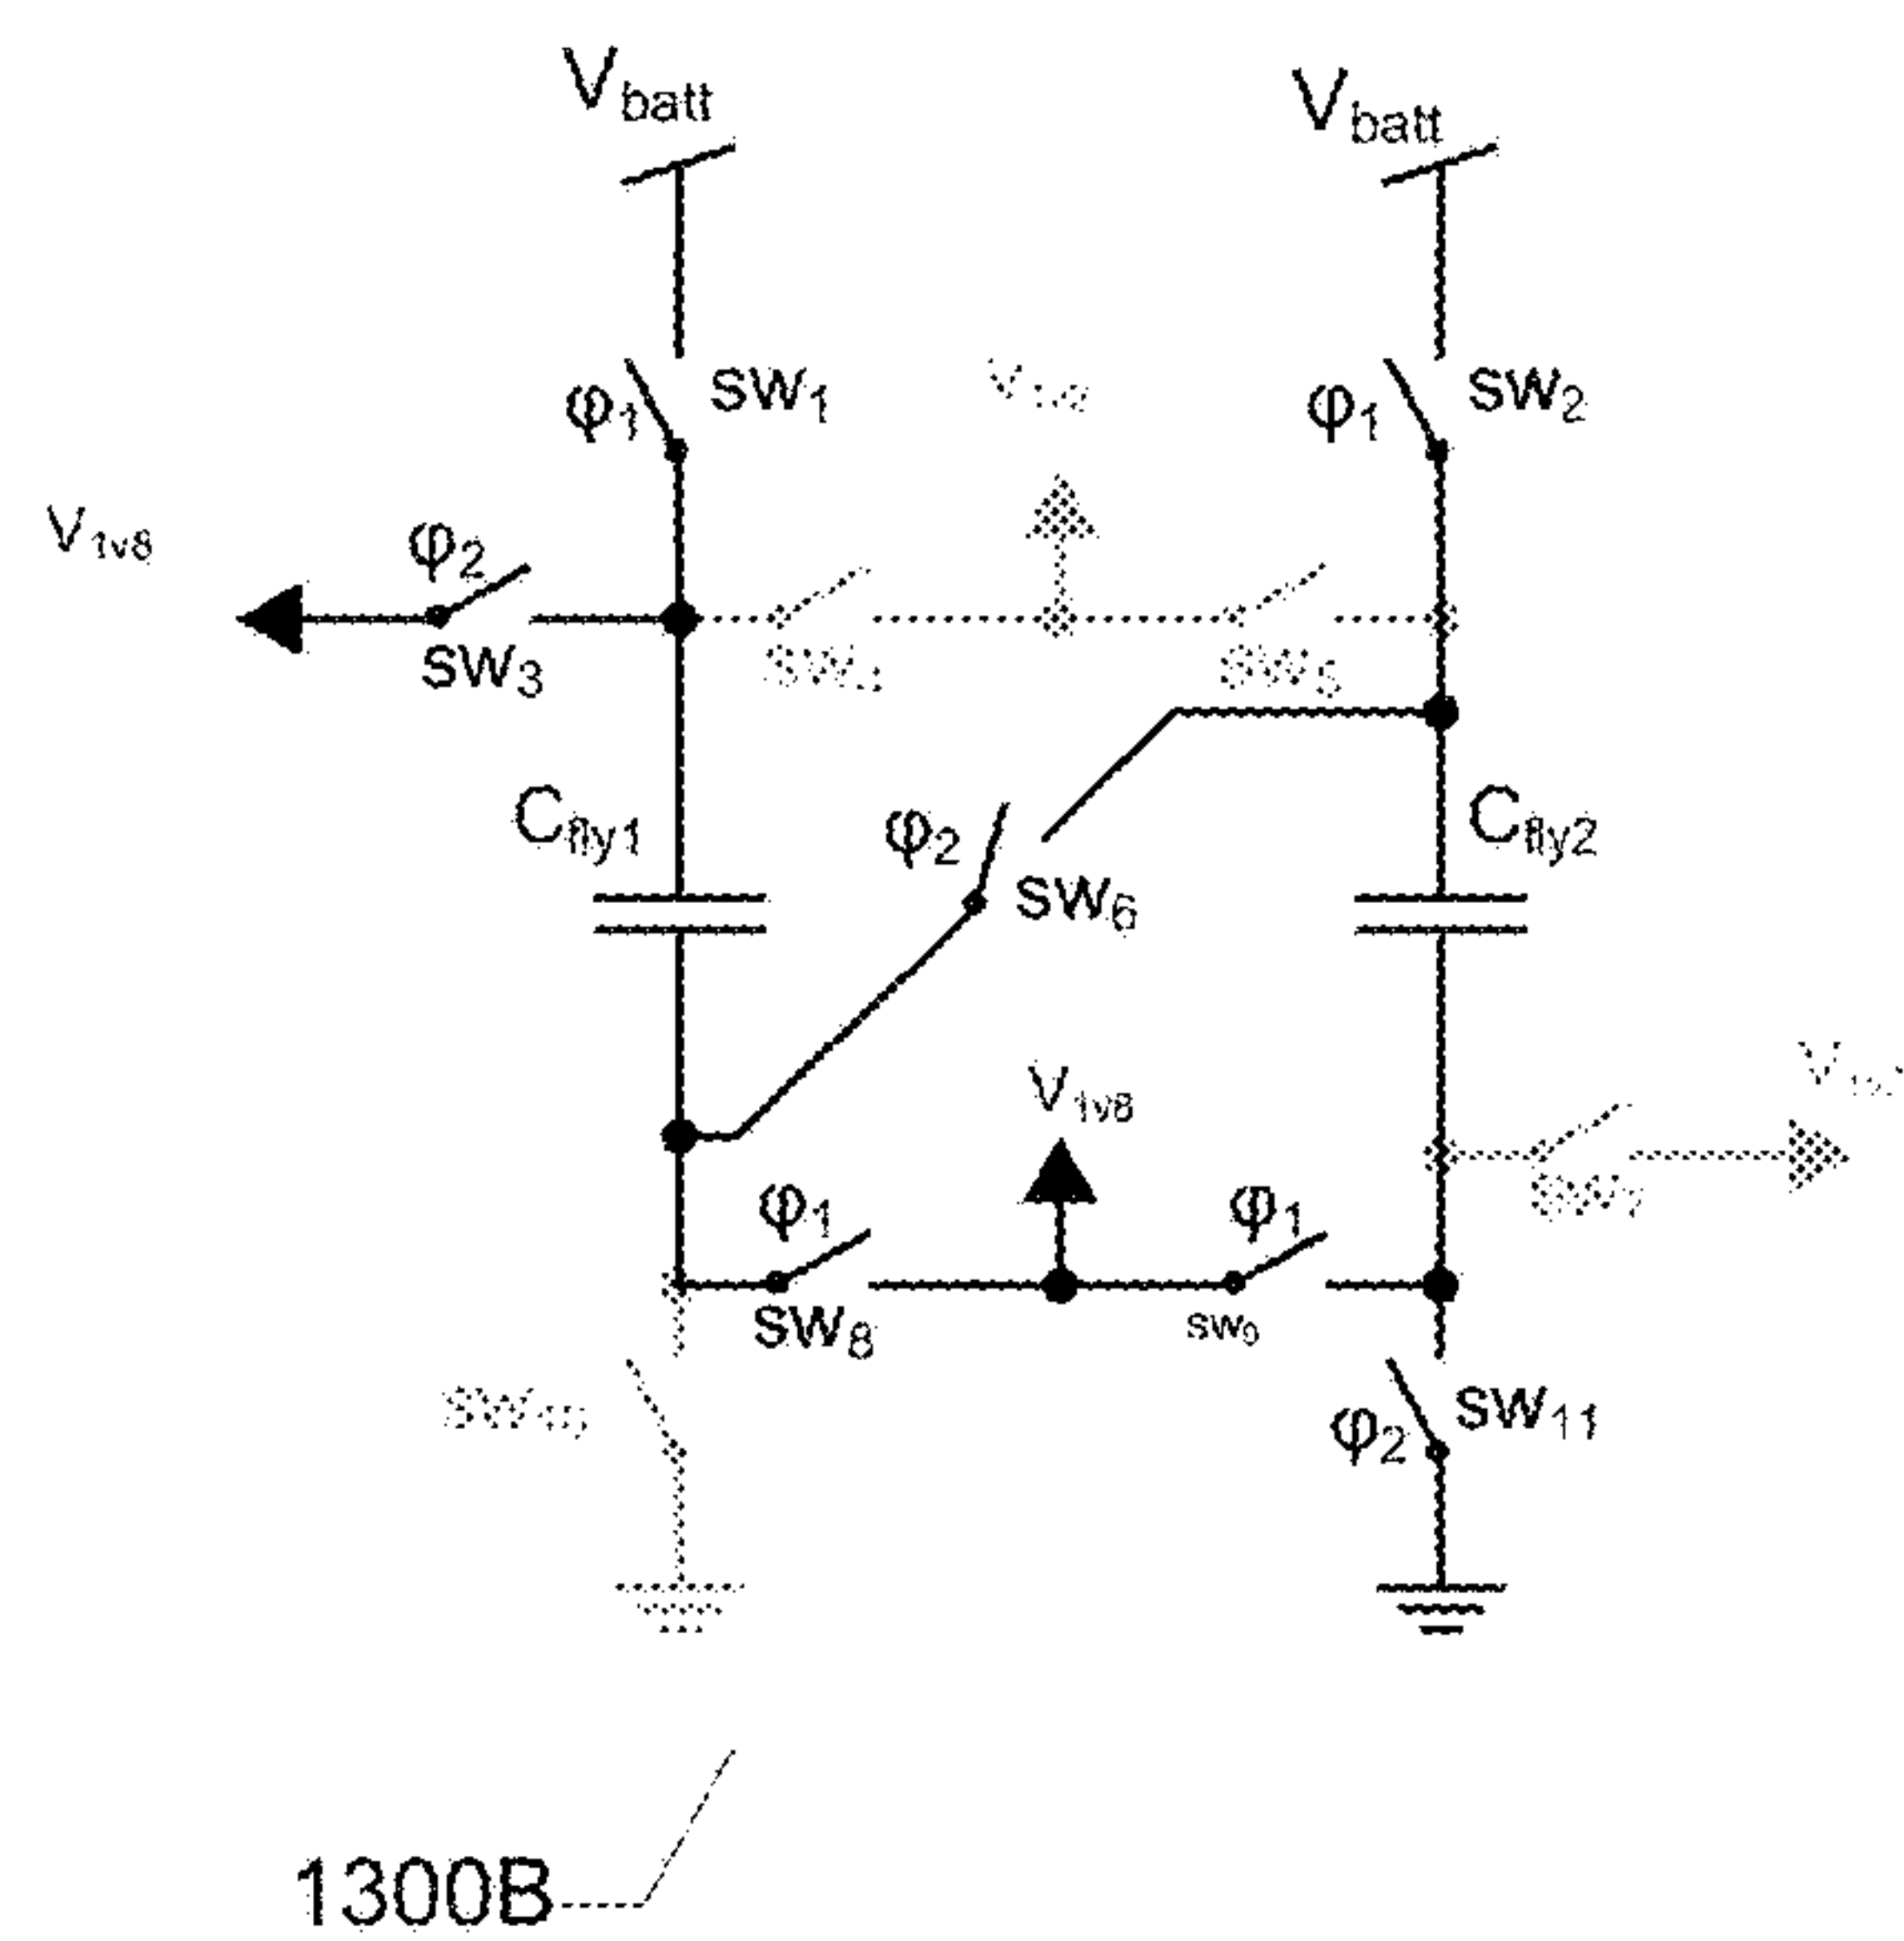 Vbatt
Vbatt
φ1 sw1
φ1 sw2
V1v8
φ2
sw3
Cfly1
φ2
sw6
Cfly2
V1v8
φ1
φ1
sw8
sw9
φ2 sw11
1300B